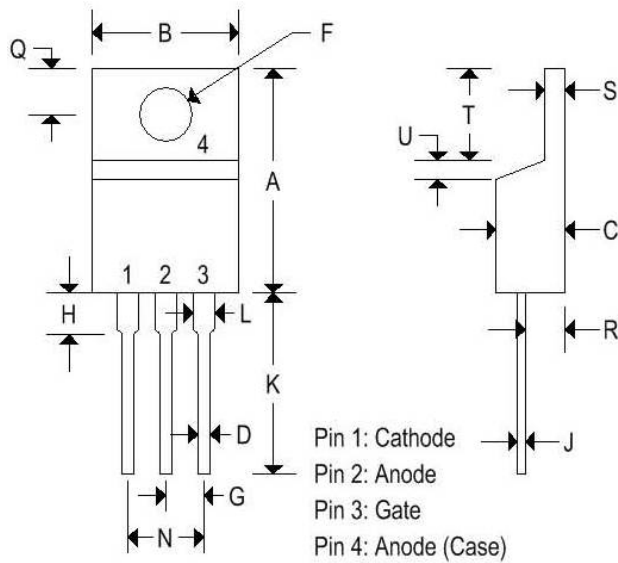 B
F
Q
4
S
T
U
A
C
1 2 3
H
L
R
K
D
J
G
N
Pin 1: Cathode
Pin 2: Anode
Pin 3: Gate
Pin 4: Anode (Case)